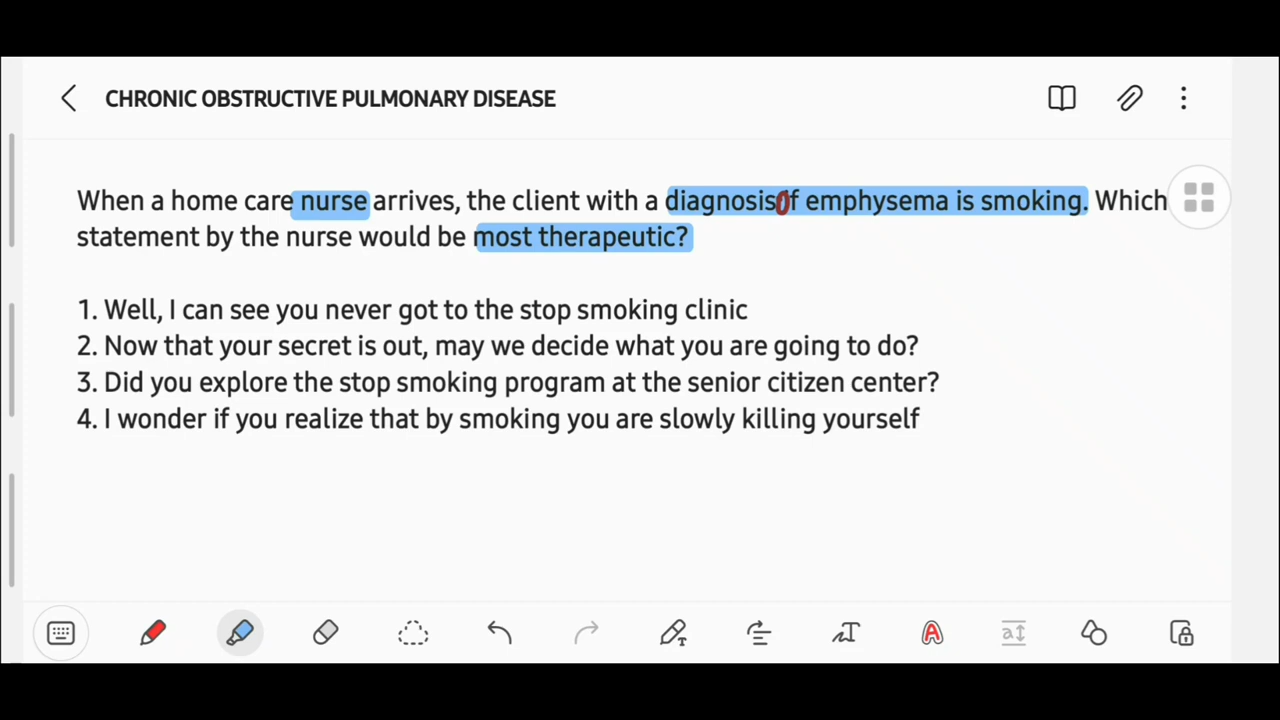 CHRONIC OBSTRUCTIVE PULMONARY DISEASE
When a home care nurse arrives, the client with a diagnosis of emphysema is smoking. Which
statement by the nurse would be most therapeutic?
1. Well, I can see you never got to the stop smoking clinic
2. Now that your secret is out, may we decide what you are going to do?
3. Did you explore the stop smoking program at the senior citizen center?
4. I wonder if you realize that by smoking you are slowly killing yourself